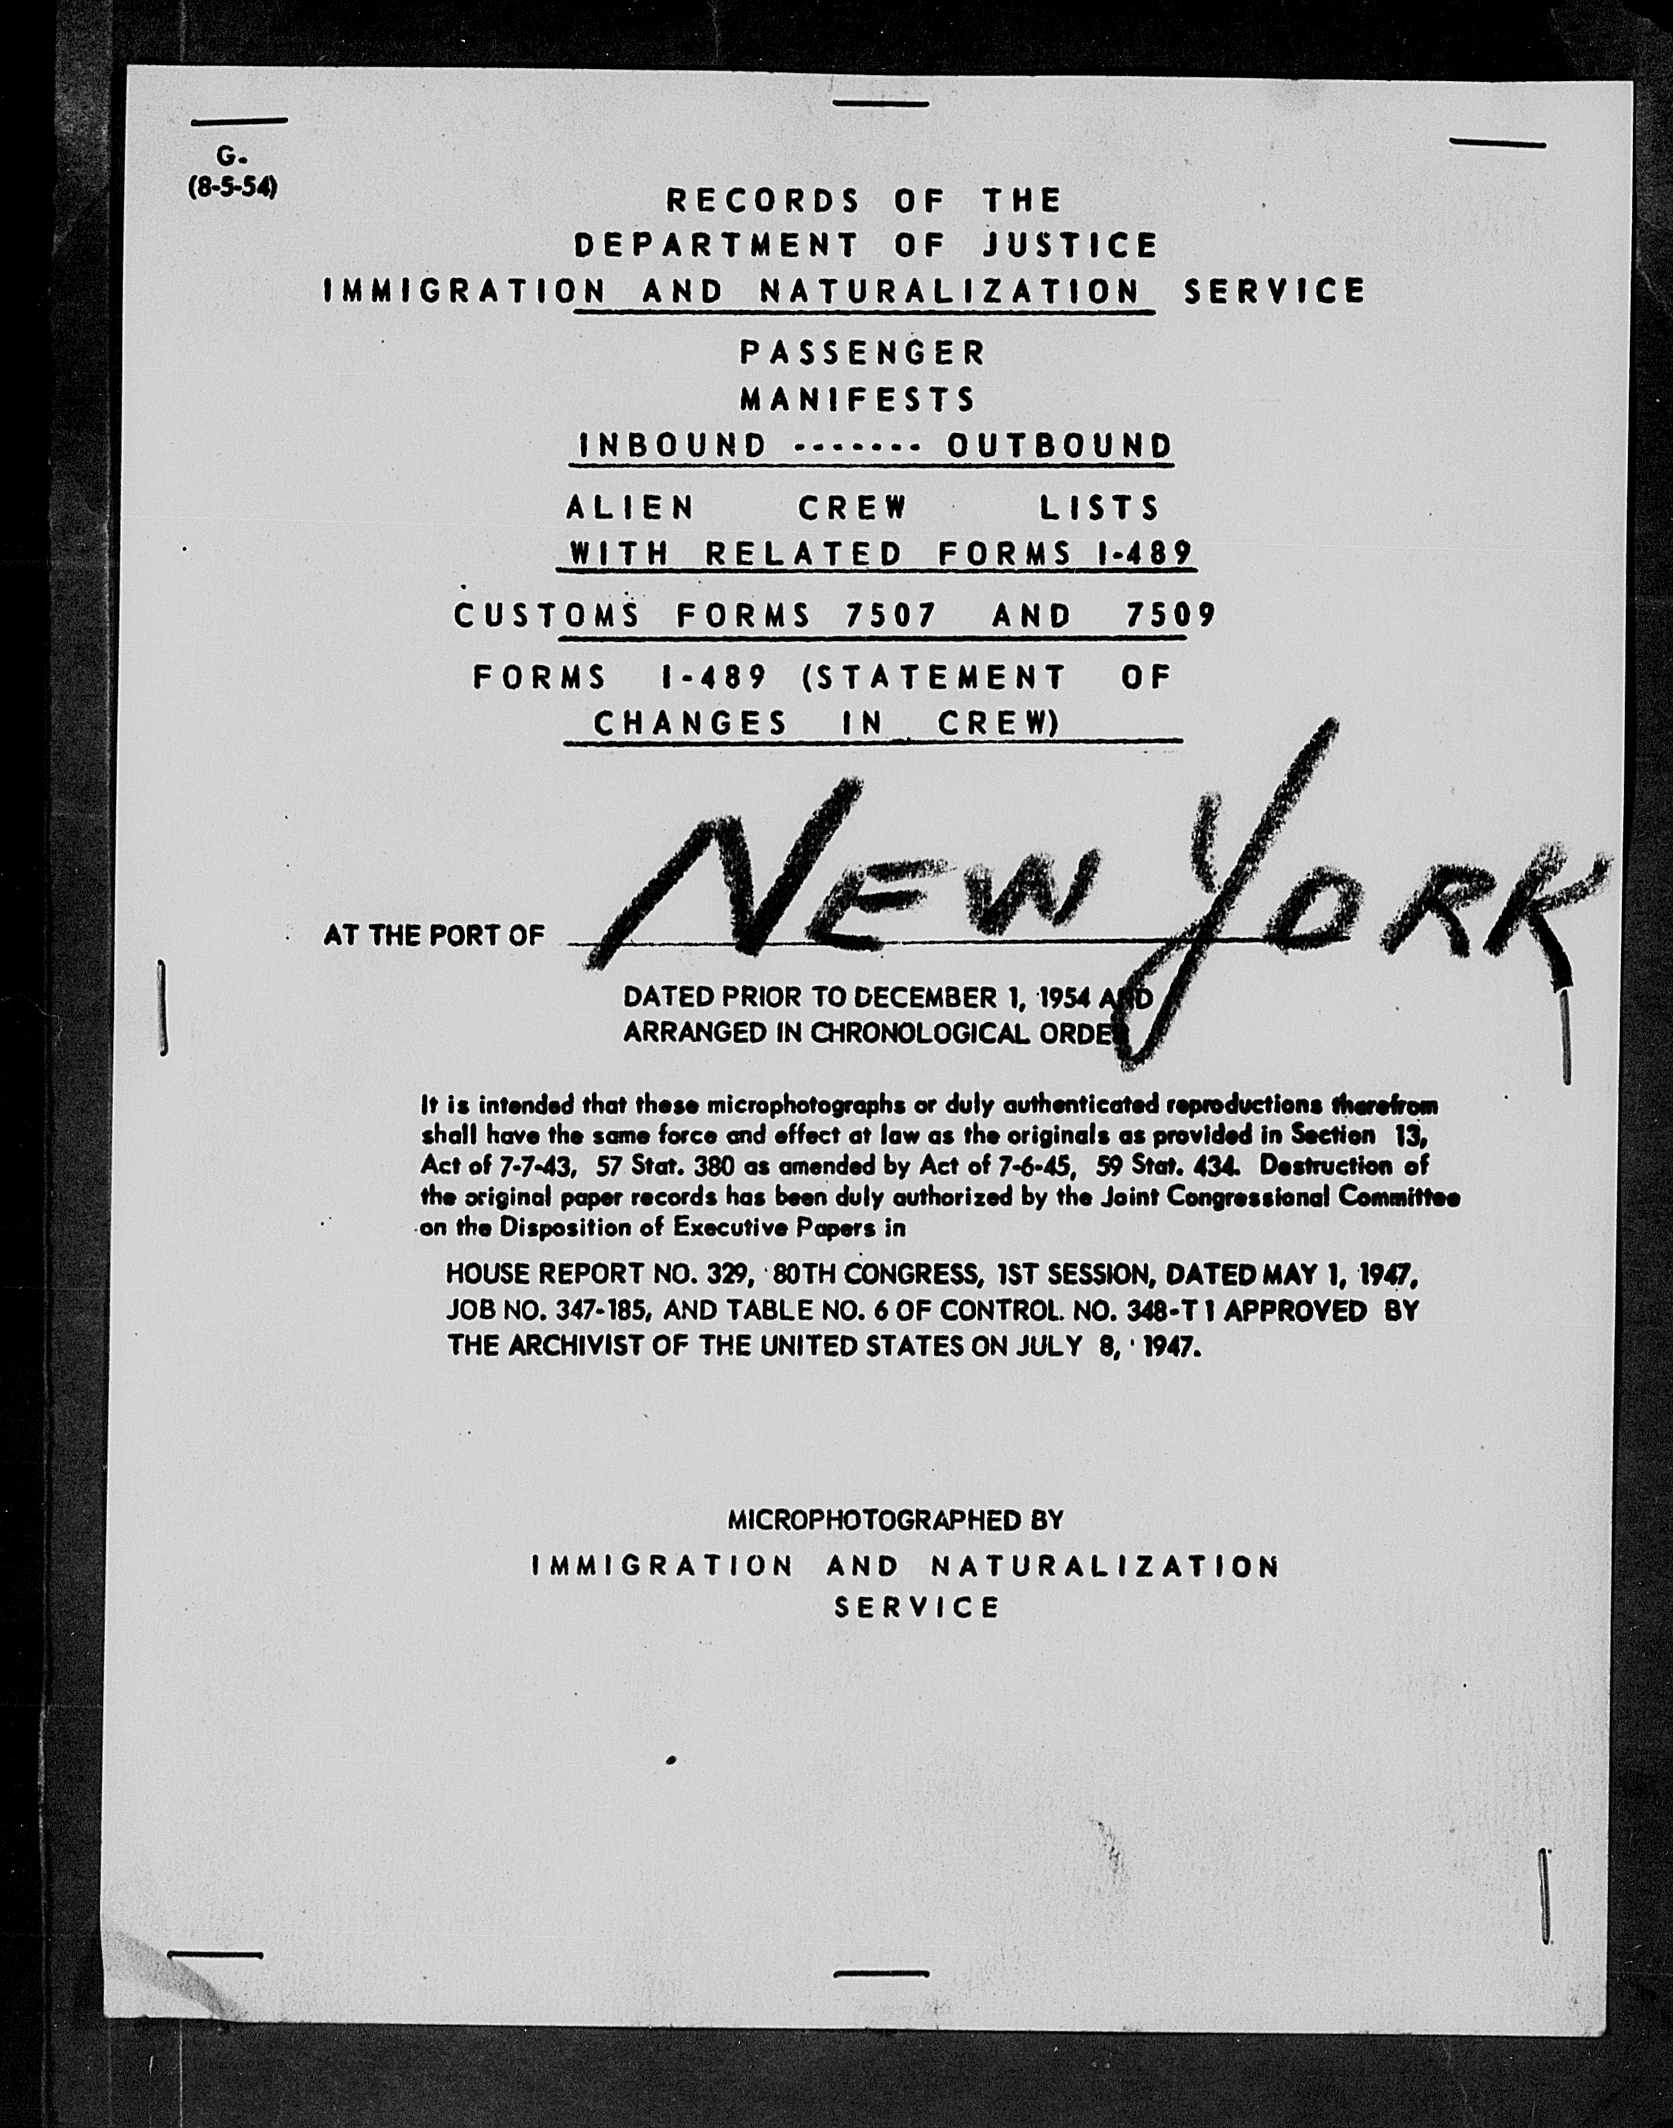 G.
(8-5-54)
RECORDS OF THE
DEPARTMENT OF JUSTICE
IMMIGRATION AND NATURALIZATION SERVICE
PASSENGER
MANIFESTS
INBOUND ------- OUTBOUND
ALIEN CREW LISTS
WITH RELATED FORMS I-489
CUSTOMS FORMS 7507 AND 7509
FORMS I-489 (STATEMENT OF
CHANGES IN CREW)
AT THE PORT OF NEW YORK
DATED PRIOR TO DECEMBER 1, 1954 AND
ARRANGED IN CHRONOLOGICAL ORDER
It is intended that these microphotographs or duly authenticated reproductions therefrom
shall have the same force and effect at law as the originals as provided in Section 13,
Act of 7-7-43, 57 Stat. 380 as amended by Act of 7-6-45, 59 Stat. 434. Destruction of
the original paper records has been duly authorized by the Joint Congressional Committee
on the Disposition of Executive Papers in
HOUSE REPORT NO. 329, 80TH CONGRESS, 1ST SESSION, DATED MAY 1, 1947,
JOB NO. 347-185, AND TABLE NO. 6 OF CONTROL NO. 348-T1 APPROVED BY
THE ARCHIVIST OF THE UNITED STATES ON JULY 8, 1947.
MICROPHOTOGRAPHED BY
IMMIGRATION AND NATURALIZATION
SERVICE